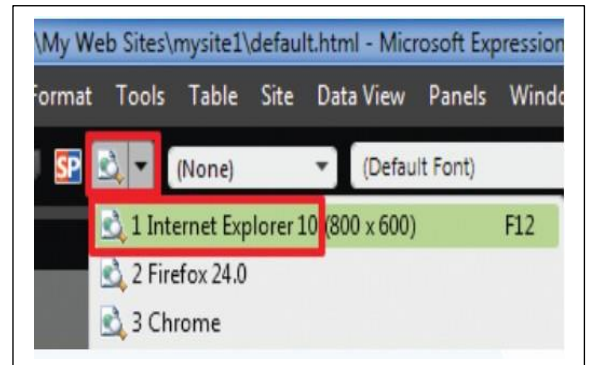 \My Web Sites\mysite1\default.html - Microsoft Expression
Format Tools Table Site Data View Panels Windo
SP (None) (Default Font)
1 Internet Explorer 10 (800 x 600) F12
2 Firefox 24.0
3 Chrome